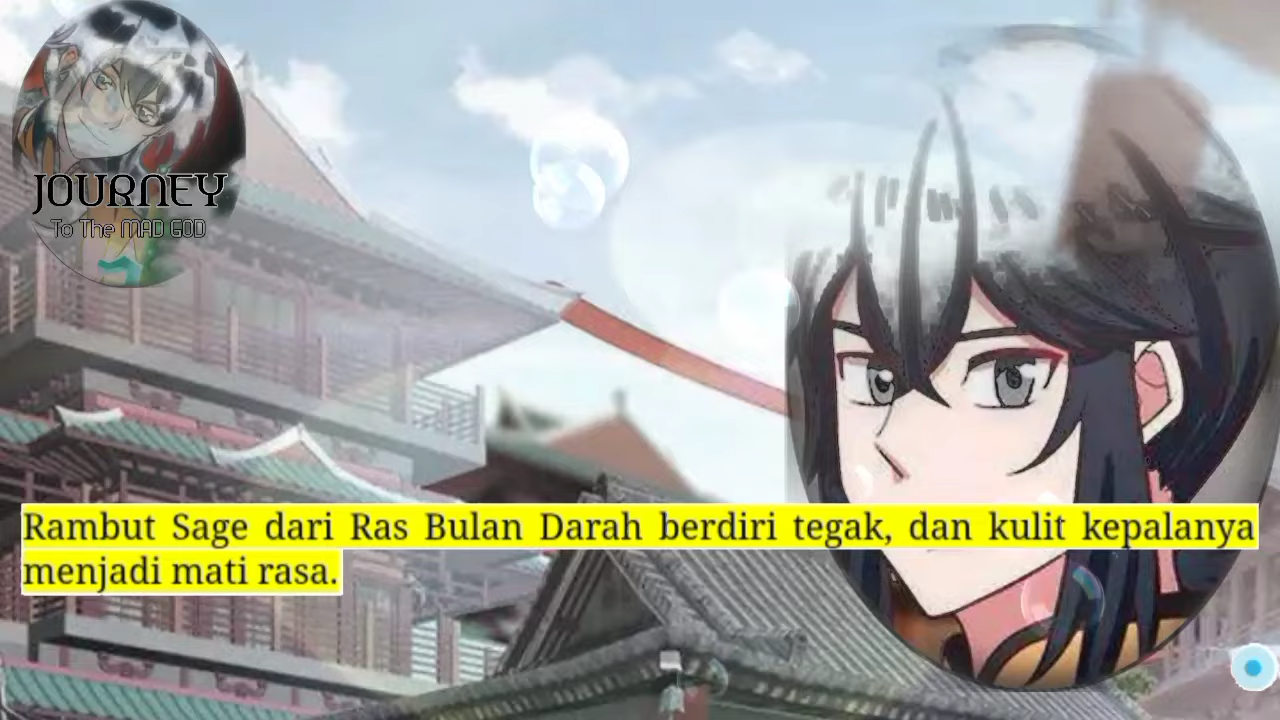 JOURNEY
To The MAD GOD
Rambut Sage dari Ras Bulan Darah berdiri tegak, dan kulit kepalanya
menjadi mati rasa.